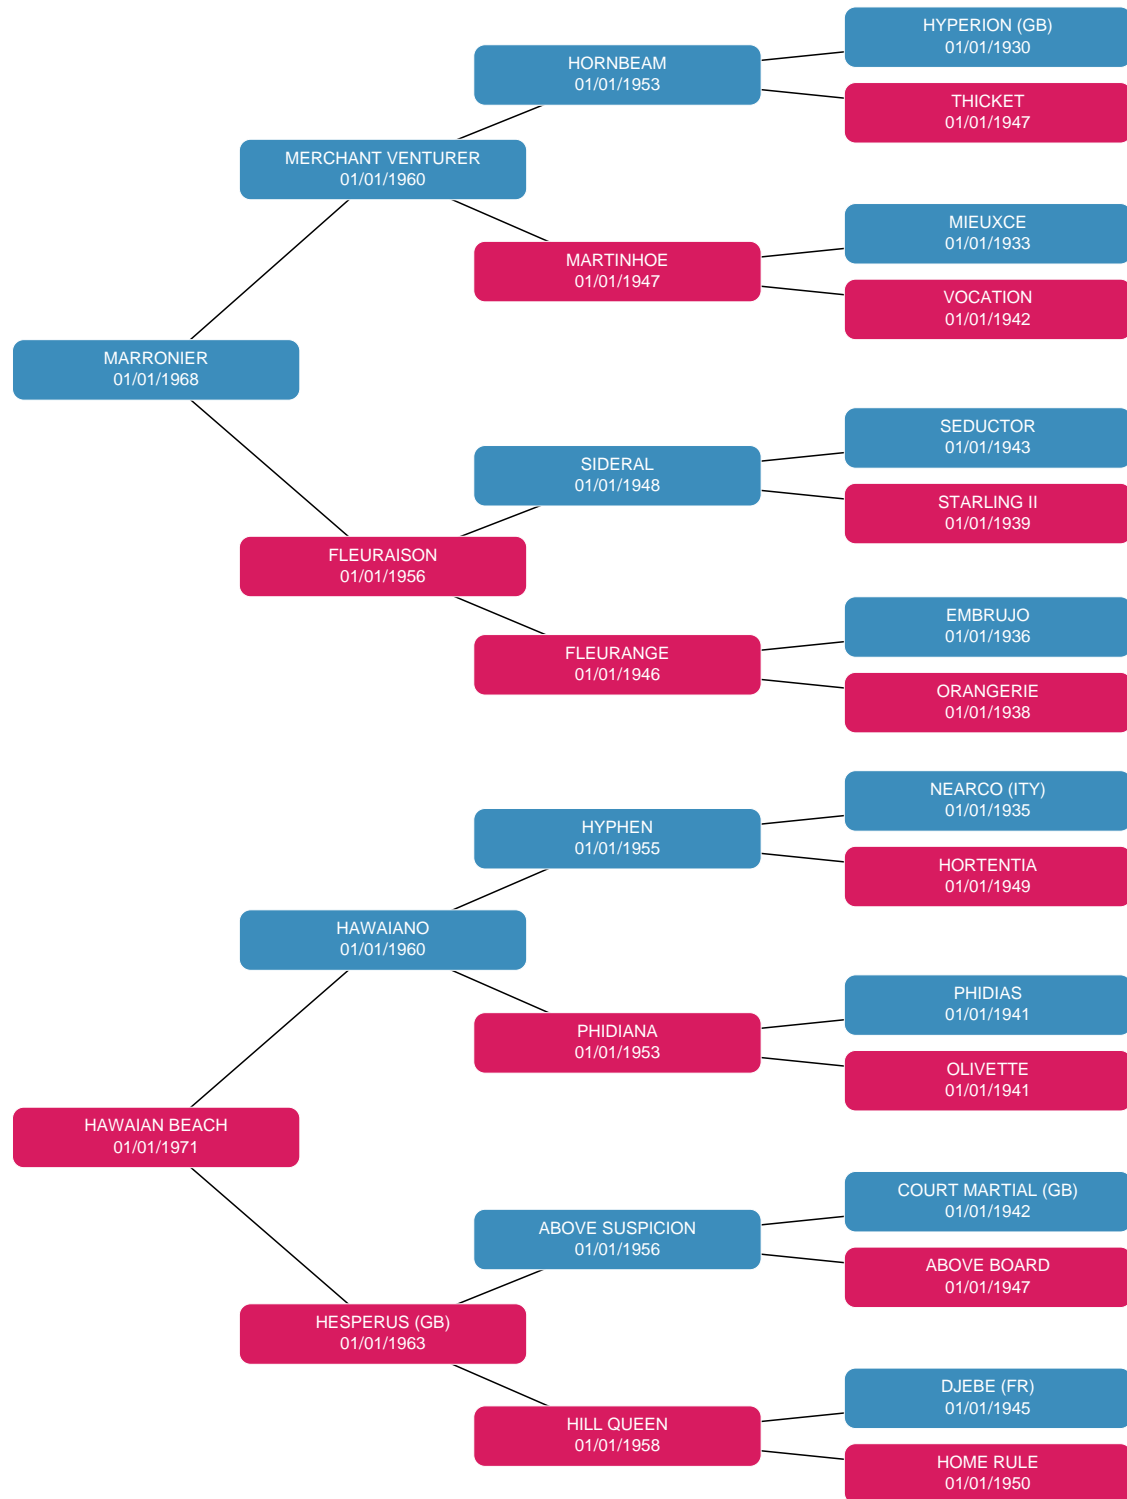 HYPERION (GB)
01/01/1930
HORNBEAM
01/01/1953
THICKET
01/01/1947
MERCHANT VENTURER
01/01/1960
MIEUXCE
01/01/1933
MARTINHOE
01/01/1947
VOCATION
01/01/1942
MARRONIER
01/01/1968
SEDUCTOR
01/01/1943
SIDERAL
01/01/1948
STARLING II
01/01/1939
FLEURAISON
01/01/1956
EMBRUJO
01/01/1936
FLEURANGE
01/01/1946
ORANGERIE
01/01/1938
NEARCO (ITY)
01/01/1935
HYPHEN
01/01/1955
HORTENTIA
01/01/1949
HAWAIANO
01/01/1960
PHIDIAS
01/01/1941
PHIDIANA
01/01/1953
OLIVETTE
01/01/1941
HAWAIAN BEACH
01/01/1971
COURT MARTIAL (GB)
01/01/1942
ABOVE SUSPICION
01/01/1956
ABOVE BOARD
01/01/1947
HESPERUS (GB)
01/01/1963
DJEBE (FR)
01/01/1945
HILL QUEEN
01/01/1958
HOME RULE
01/01/1950